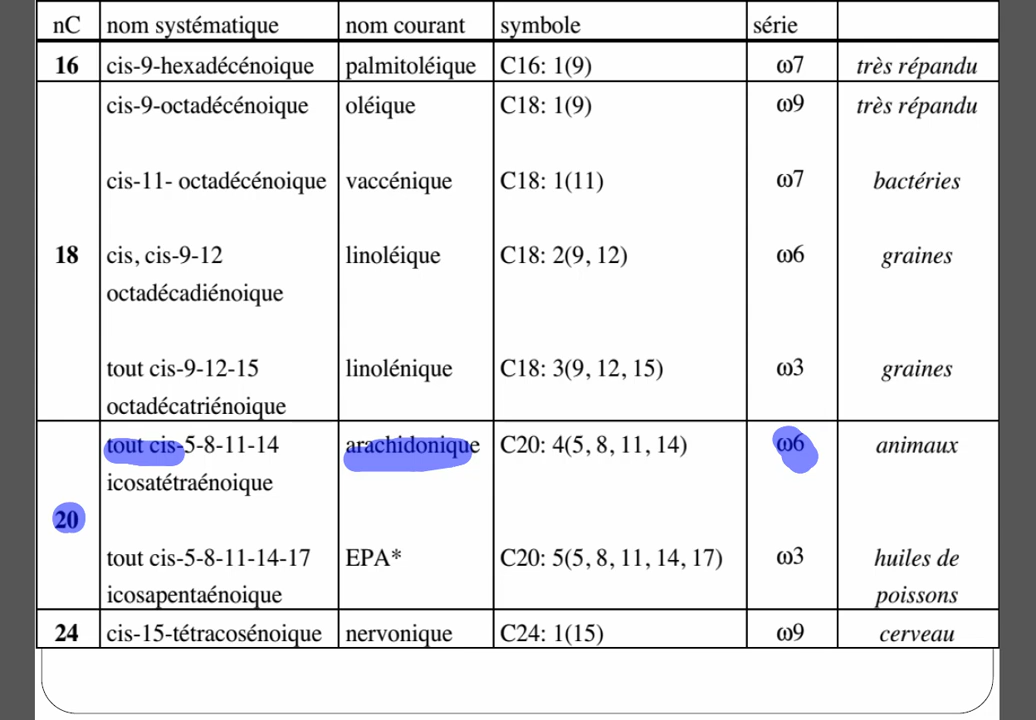 nC nom systématique nom courant symbole série
16 cis-9-hexadécénoique palmitoléique C16: 1(9) ω7 très répandu
cis-9-octadécénoique oléique C18: 1(9) ω9 très répandu
cis-11- octadécénoique vaccénique C18: 1(11) ω7 bactéries
18 cis, cis-9-12 linoléique C18: 2(9, 12) ω6 graines
octadécadiénoique
tout cis-9-12-15 linolénique C18: 3(9, 12, 15) ω3 graines
octadécatriénoique
tout cis-5-8-11-14 arachidonique C20: 4(5, 8, 11, 14) ω6 animaux
icosatétraénoique
20
tout cis-5-8-11-14-17 EPA* C20: 5(5, 8, 11, 14, 17) ω3 huiles de
icosapentaénoique poissons
24 cis-15-tétracosénoique nervonique C24: 1(15) ω9 cerveau